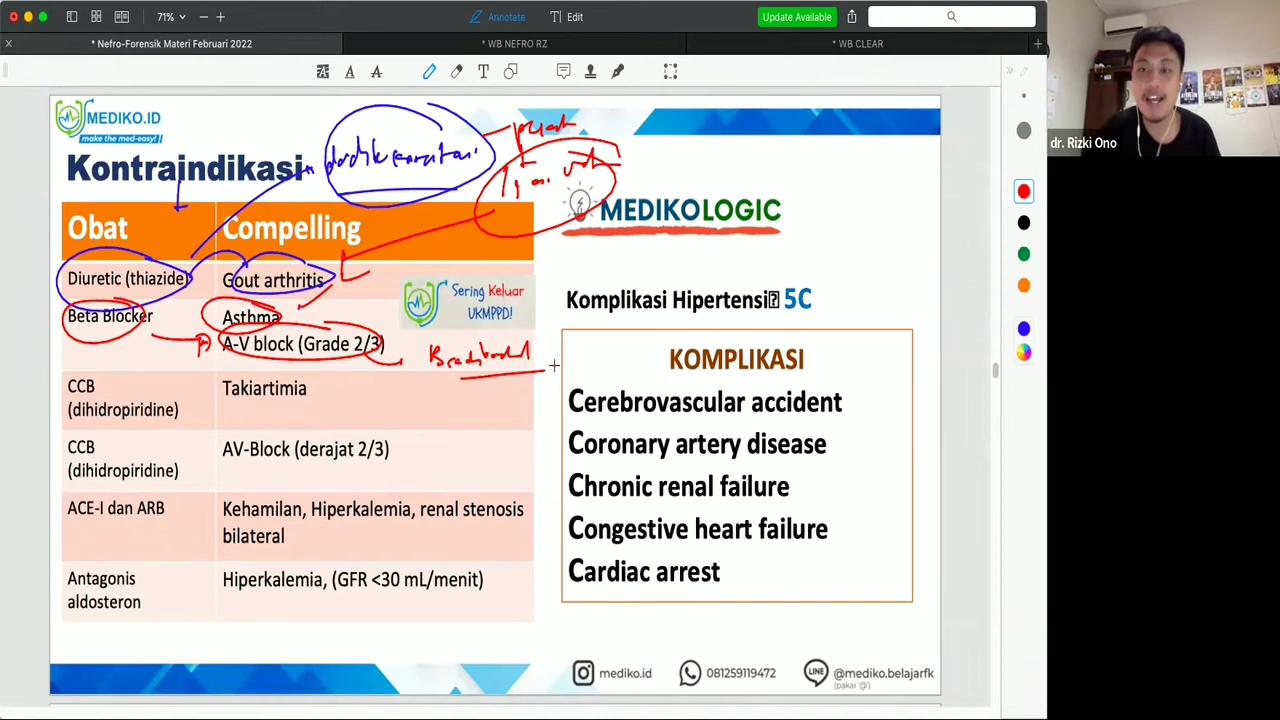 71%
Annotate
Edit
Update Available
* Nefro-Forensik Materi Februari 2022
* WB NEFRO RZ
* WB CLEAR
MEDIKO.ID
make the med-easy!
Kontraindikasi
Obat
Compelling
Diuretic (thiazide)
Gout arthritis
Beta Blocker
Asthma
A-V block (Grade 2/3)
CCB
(dihidropiridine)
Takiartimia
CCB
(dihidropiridine)
AV-Block (derajat 2/3)
ACE-I dan ARB
Kehamilan, Hiperkalemia, renal stenosis
bilateral
Antagonis
aldosteron
Hiperkalemia, (GFR <30 mL/menit)
Sering Keluar
UKMPPD!
MEDIKOLOGIC
Komplikasi Hipertensi 5C
KOMPLIKASI
Cerebrovascular accident
Coronary artery disease
Chronic renal failure
Congestive heart failure
Cardiac arrest
mediko.id
081259119472
LINE
@mediko.belajarfk
(pakai '@')
dr. Rizki Ono